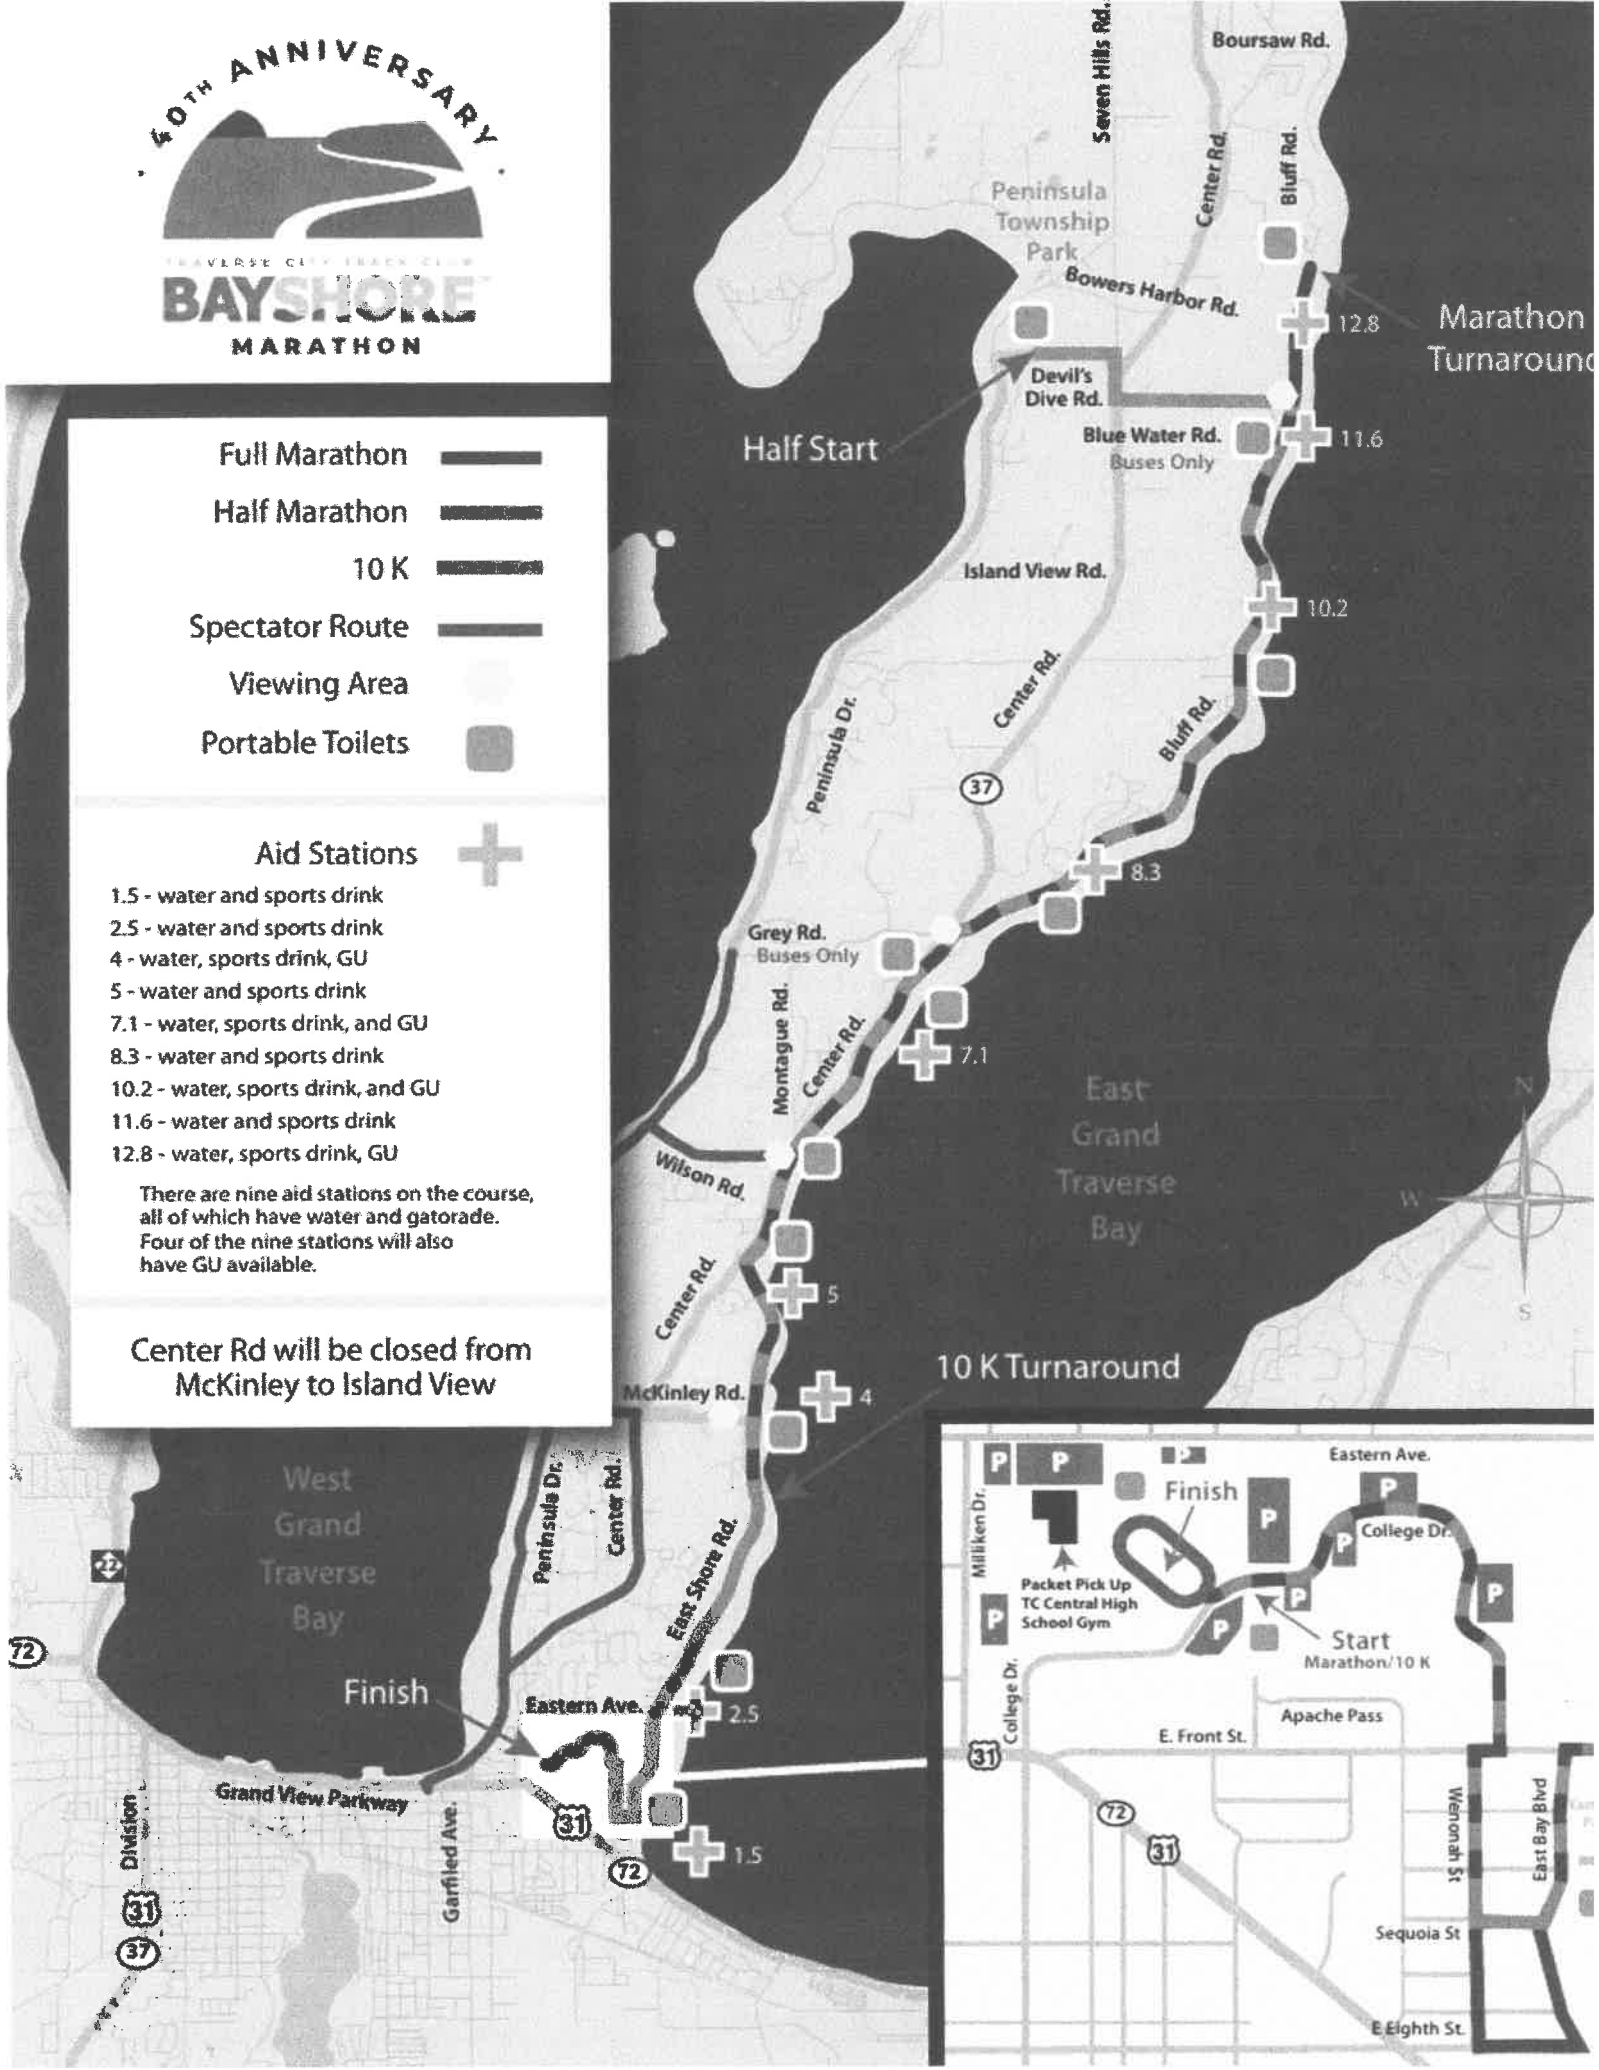 · 40TH ANNIVERSARY ·
TRAVERSE CITY TRACK CLUB
BAYSHORE
MARATHON
Full Marathon
Half Marathon
10 K
Spectator Route
Viewing Area
Portable Toilets
Aid Stations
1.5 - water and sports drink
2.5 - water and sports drink
4 - water, sports drink, GU
5 - water and sports drink
7.1 - water, sports drink, and GU
8.3 - water and sports drink
10.2 - water, sports drink, and GU
11.6 - water and sports drink
12.8 - water, sports drink, GU
There are nine aid stations on the course,
all of which have water and gatorade.
Four of the nine stations will also
have GU available.
Center Rd will be closed from
McKinley to Island View
Seven Hills Rd.
Boursaw Rd.
Center Rd.
Bluff Rd.
Peninsula
Township
Park
Bowers Harbor Rd.
12.8
Marathon
Turnaround
Devil's
Dive Rd.
Half Start
Blue Water Rd.
Buses Only
11.6
Island View Rd.
10.2
Center Rd.
Bluff Rd.
Peninsula Dr.
37
8.3
Grey Rd.
Buses Only
Montague Rd.
Center Rd.
7.1
East
Grand
Traverse
Bay
N
W
S
Wilson Rd.
Center Rd.
5
10 K Turnaround
McKinley Rd.
4
West
Grand
Traverse
Bay
22
72
Peninsula Dr.
Center Rd.
East Shore Rd.
Finish
Eastern Ave.
2.5
Grand View Parkway
31
72
1.5
Division
Garfiled Ave.
31
37
Eastern Ave.
P
P
P
P
P
P
P
P
P
P
Milliken Dr.
Finish
College Dr.
Packet Pick Up
TC Central High
School Gym
Start
Marathon/10 K
College Dr.
Apache Pass
E. Front St.
31
72
31
Wenonah St
East Bay Blvd
Sequoia St
E Eighth St.